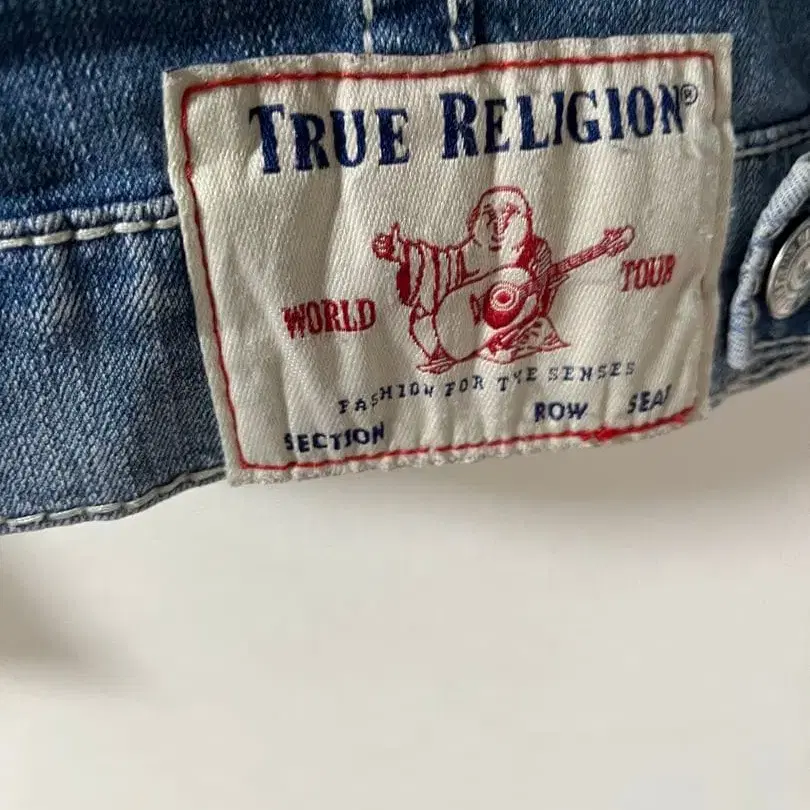 TRUE RELIGION®
WORLD TOUR
FASHION FOR THE SENSES
SECTION ROW SEAT